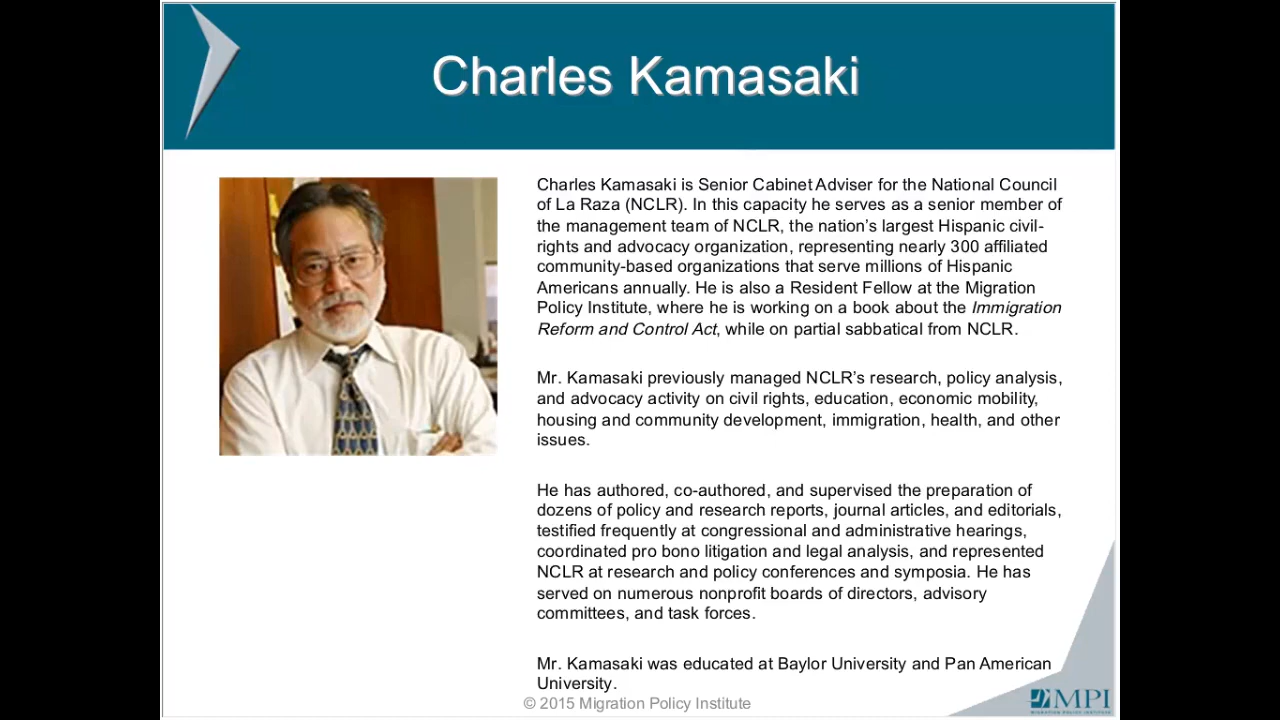 Charles Kamasaki
Charles Kamasaki is Senior Cabinet Adviser for the National Council
of La Raza (NCLR). In this capacity he serves as a senior member of
the management team of NCLR, the nation's largest Hispanic civil-
rights and advocacy organization, representing nearly 300 affiliated
community-based organizations that serve millions of Hispanic
Americans annually. He is also a Resident Fellow at the Migration
Policy Institute, where he is working on a book about the Immigration
Reform and Control Act, while on partial sabbatical from NCLR.
Mr. Kamasaki previously managed NCLR's research, policy analysis,
and advocacy activity on civil rights, education, economic mobility,
housing and community development, immigration, health, and other
issues.
He has authored, co-authored, and supervised the preparation of
dozens of policy and research reports, journal articles, and editorials,
testified frequently at congressional and administrative hearings,
coordinated pro bono litigation and legal analysis, and represented
NCLR at research and policy conferences and symposia. He has
served on numerous nonprofit boards of directors, advisory
committees, and task forces.
Mr. Kamasaki was educated at Baylor University and Pan American
University.
© 2015 Migration Policy Institute
MPI
MIGRATION POLICY INSTITUTE